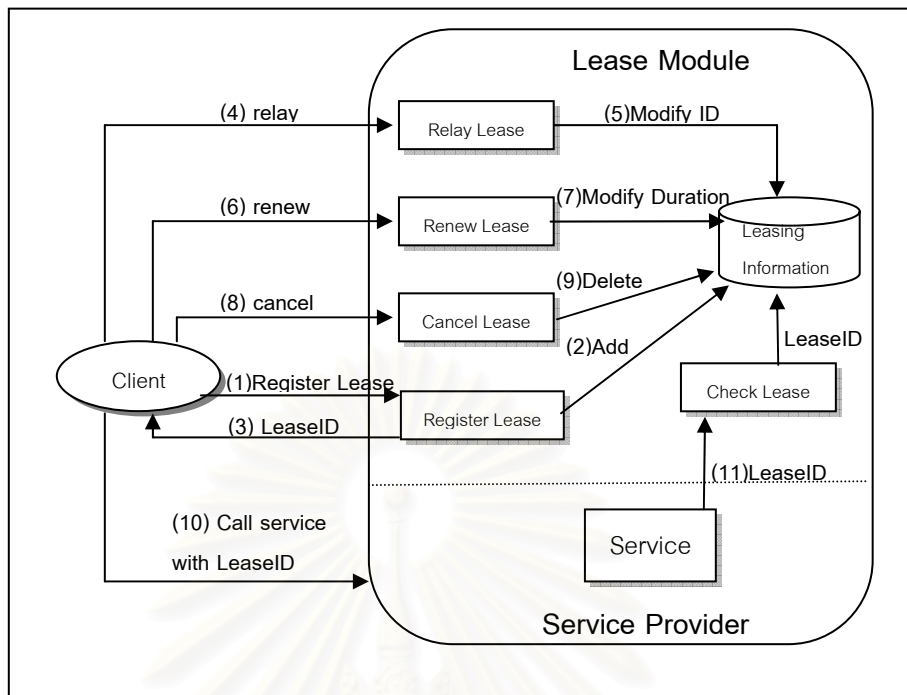 Lease Module
(4) relay
Relay Lease
(5)Modify ID
(6) renew
Renew Lease
(7)Modify Duration
Leasing
Information
(8) cancel
Cancel Lease
(9)Delete
(2)Add
LeaseID
Client
(1)Register Lease
Register Lease
Check Lease
(3) LeaseID
(11)LeaseID
(10) Call service
with LeaseID
Service
Service Provider